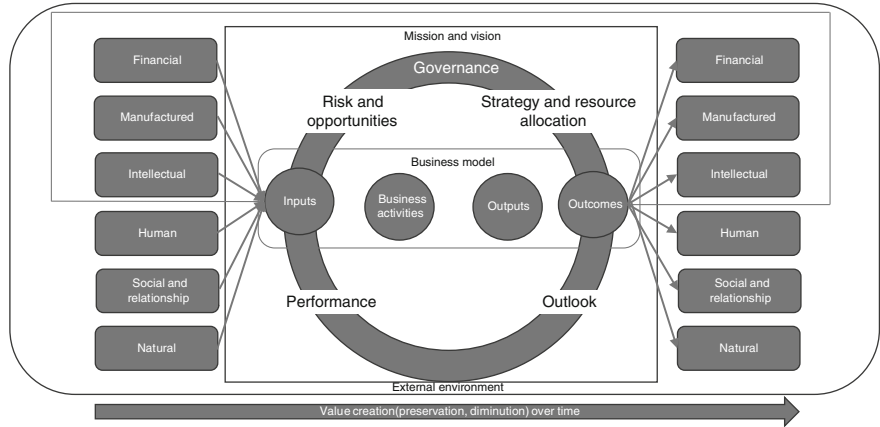 Mission and vision
Governance
Financial
Manufactured
Intellectual
Human
Social and
relationship
Natural
Risk and
opportunities
Strategy and resource
allocation
Business model
Inputs
Business
activities
Outputs
Outcomes
Performance
Outlook
Financial
Manufactured
Intellectual
Human
Social and
relationship
Natural
External environment
Value creation(preservation, diminution) over time